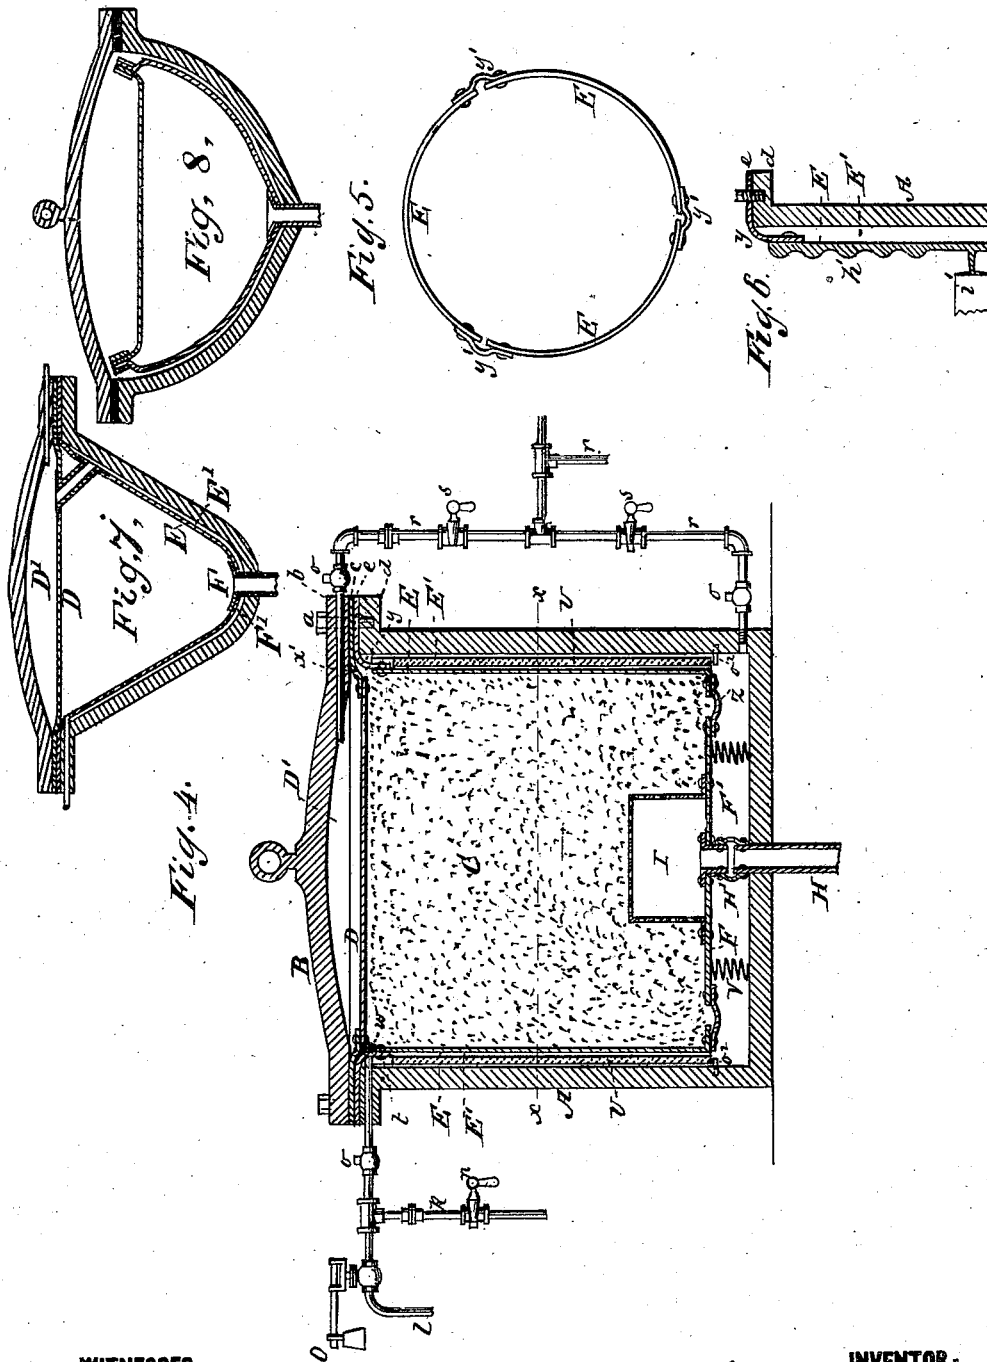 Fig. 8,
Fig. 5.
E
E
E
y'
y'
y'
Fig. 6.
y
e
d
E
E'
A
h'
i'
Fig. 7,
D'
D
E
E'
F
F'
Fig. 4.
B
D'
D
x'
a
b
c
e
d
y
E
E'
x
v
r
s
s
r
r
C
I
i
z
F
F'
H'
H
V
w
t
E
E'
x
A
v
k
n
l
O
WITNESSES
INVENTOR: